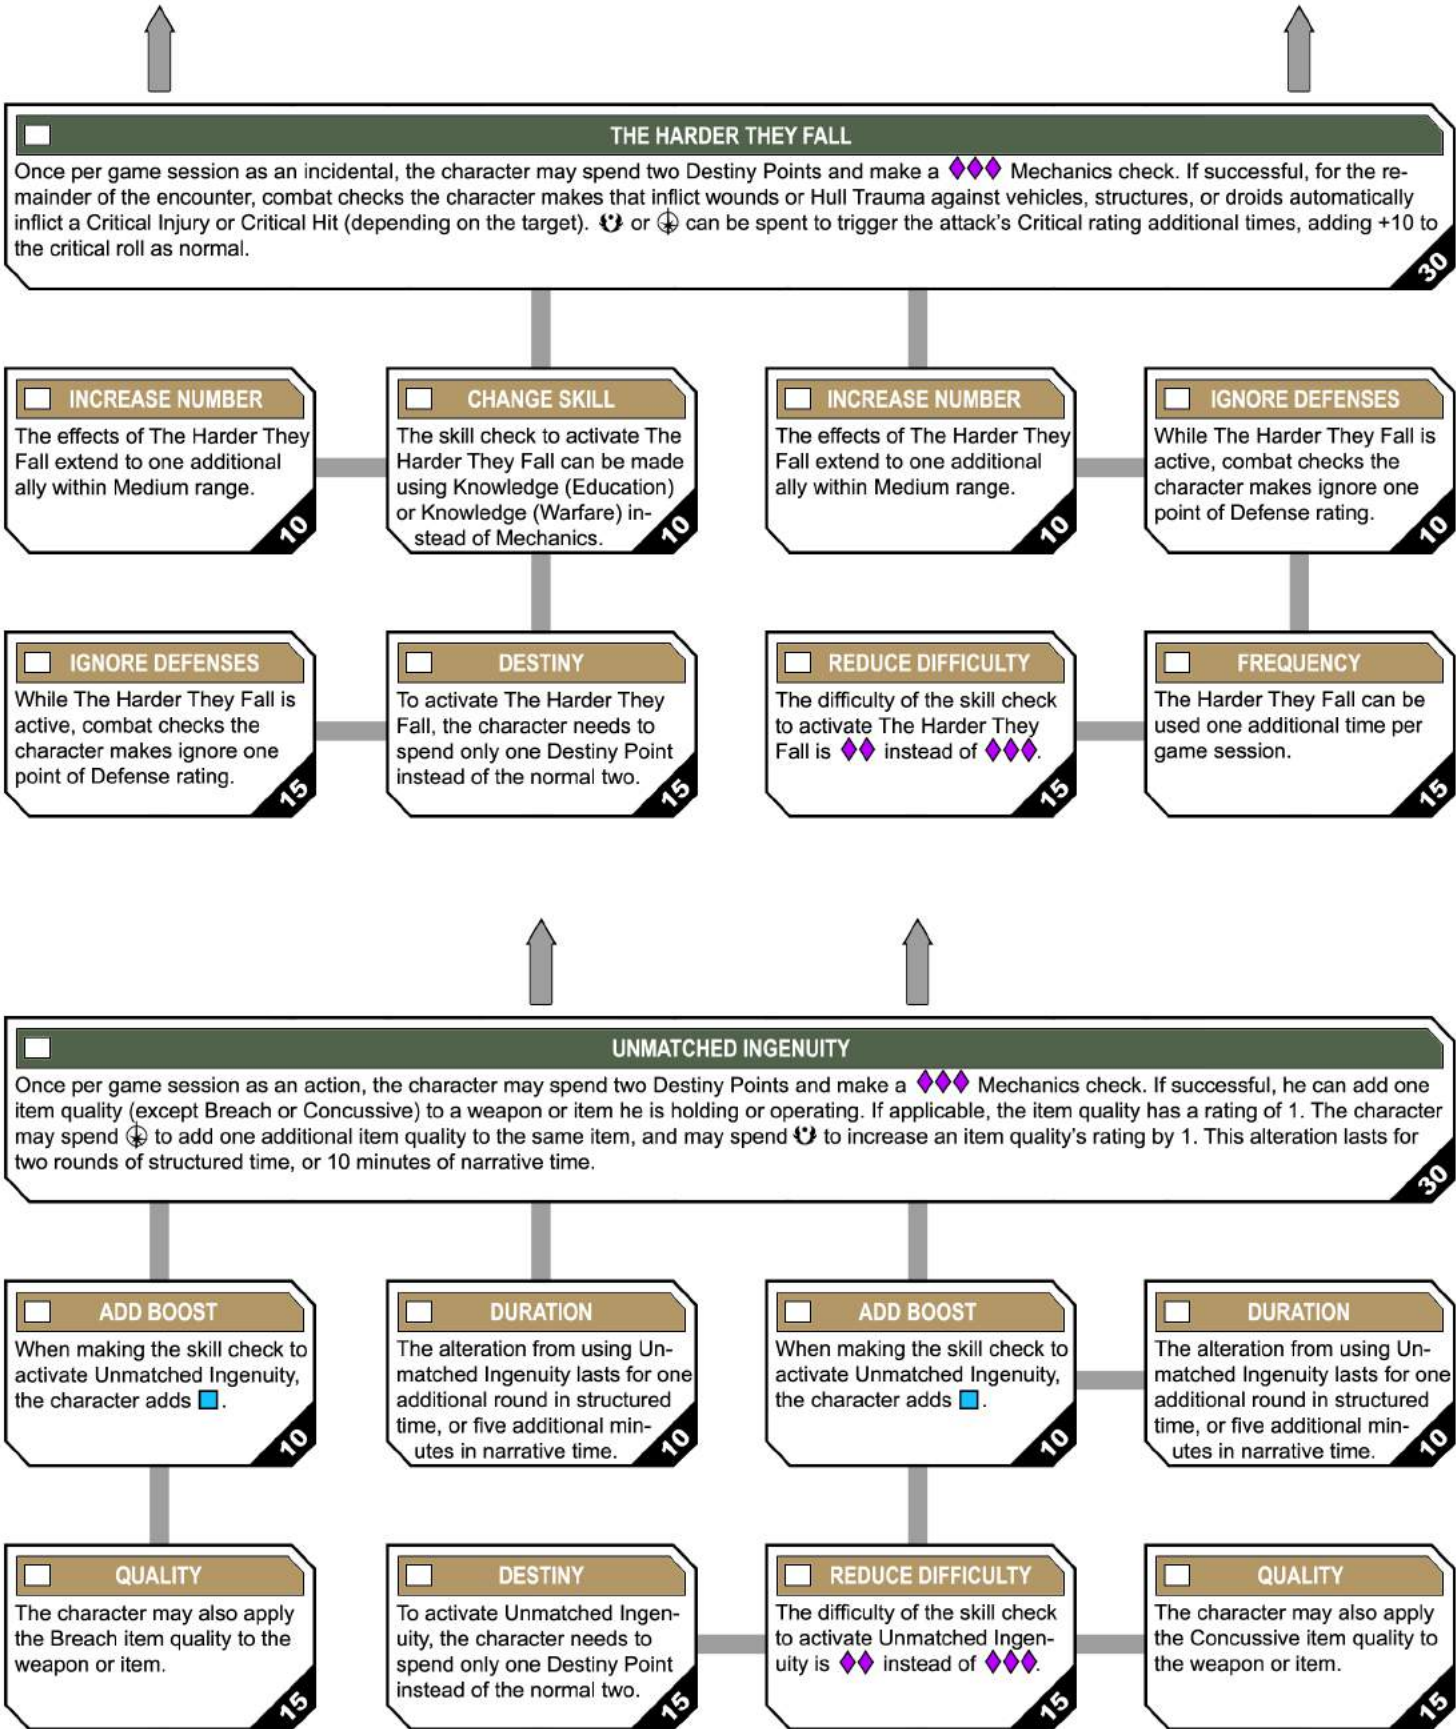 THE HARDER THEY FALL
Once per game session as an incidental, the character may spend two Destiny Points and make a Mechanics check. If successful, for the re-
mainder of the encounter, combat checks the character makes that inflict wounds or Hull Trauma against vehicles, structures, or droids automatically
inflict a Critical Injury or Critical Hit (depending on the target). or can be spent to trigger the attack's Critical rating additional times, adding +10 to
the critical roll as normal.
30
INCREASE NUMBER
The effects of The Harder They
Fall extend to one additional
ally within Medium range.
10
CHANGE SKILL
The skill check to activate The
Harder They Fall can be made
using Knowledge (Education)
or Knowledge (Warfare) in-
stead of Mechanics.
10
INCREASE NUMBER
The effects of The Harder They
Fall extend to one additional
ally within Medium range.
10
IGNORE DEFENSES
While The Harder They Fall is
active, combat checks the
character makes ignore one
point of Defense rating.
10
IGNORE DEFENSES
While The Harder They Fall is
active, combat checks the
character makes ignore one
point of Defense rating.
15
DESTINY
To activate The Harder They
Fall, the character needs to
spend only one Destiny Point
instead of the normal two.
15
REDUCE DIFFICULTY
The difficulty of the skill check
to activate The Harder They
Fall is instead of .
15
FREQUENCY
The Harder They Fall can be
used one additional time per
game session.
15
UNMATCHED INGENUITY
Once per game session as an action, the character may spend two Destiny Points and make a Mechanics check. If successful, he can add one
item quality (except Breach or Concussive) to a weapon or item he is holding or operating. If applicable, the item quality has a rating of 1. The character
may spend to add one additional item quality to the same item, and may spend to increase an item quality's rating by 1. This alteration lasts for
two rounds of structured time, or 10 minutes of narrative time.
30
ADD BOOST
When making the skill check to
activate Unmatched Ingenuity,
the character adds .
10
DURATION
The alteration from using Un-
matched Ingenuity lasts for one
additional round in structured
time, or five additional min-
utes in narrative time.
10
ADD BOOST
When making the skill check to
activate Unmatched Ingenuity,
the character adds .
10
DURATION
The alteration from using Un-
matched Ingenuity lasts for one
additional round in structured
time, or five additional min-
utes in narrative time.
10
QUALITY
The character may also apply
the Breach item quality to the
weapon or item.
15
DESTINY
To activate Unmatched Ingen-
uity, the character needs to
spend only one Destiny Point
instead of the normal two.
15
REDUCE DIFFICULTY
The difficulty of the skill check
to activate Unmatched Ingen-
uity is instead of .
15
QUALITY
The character may also apply
the Concussive item quality to
the weapon or item.
15